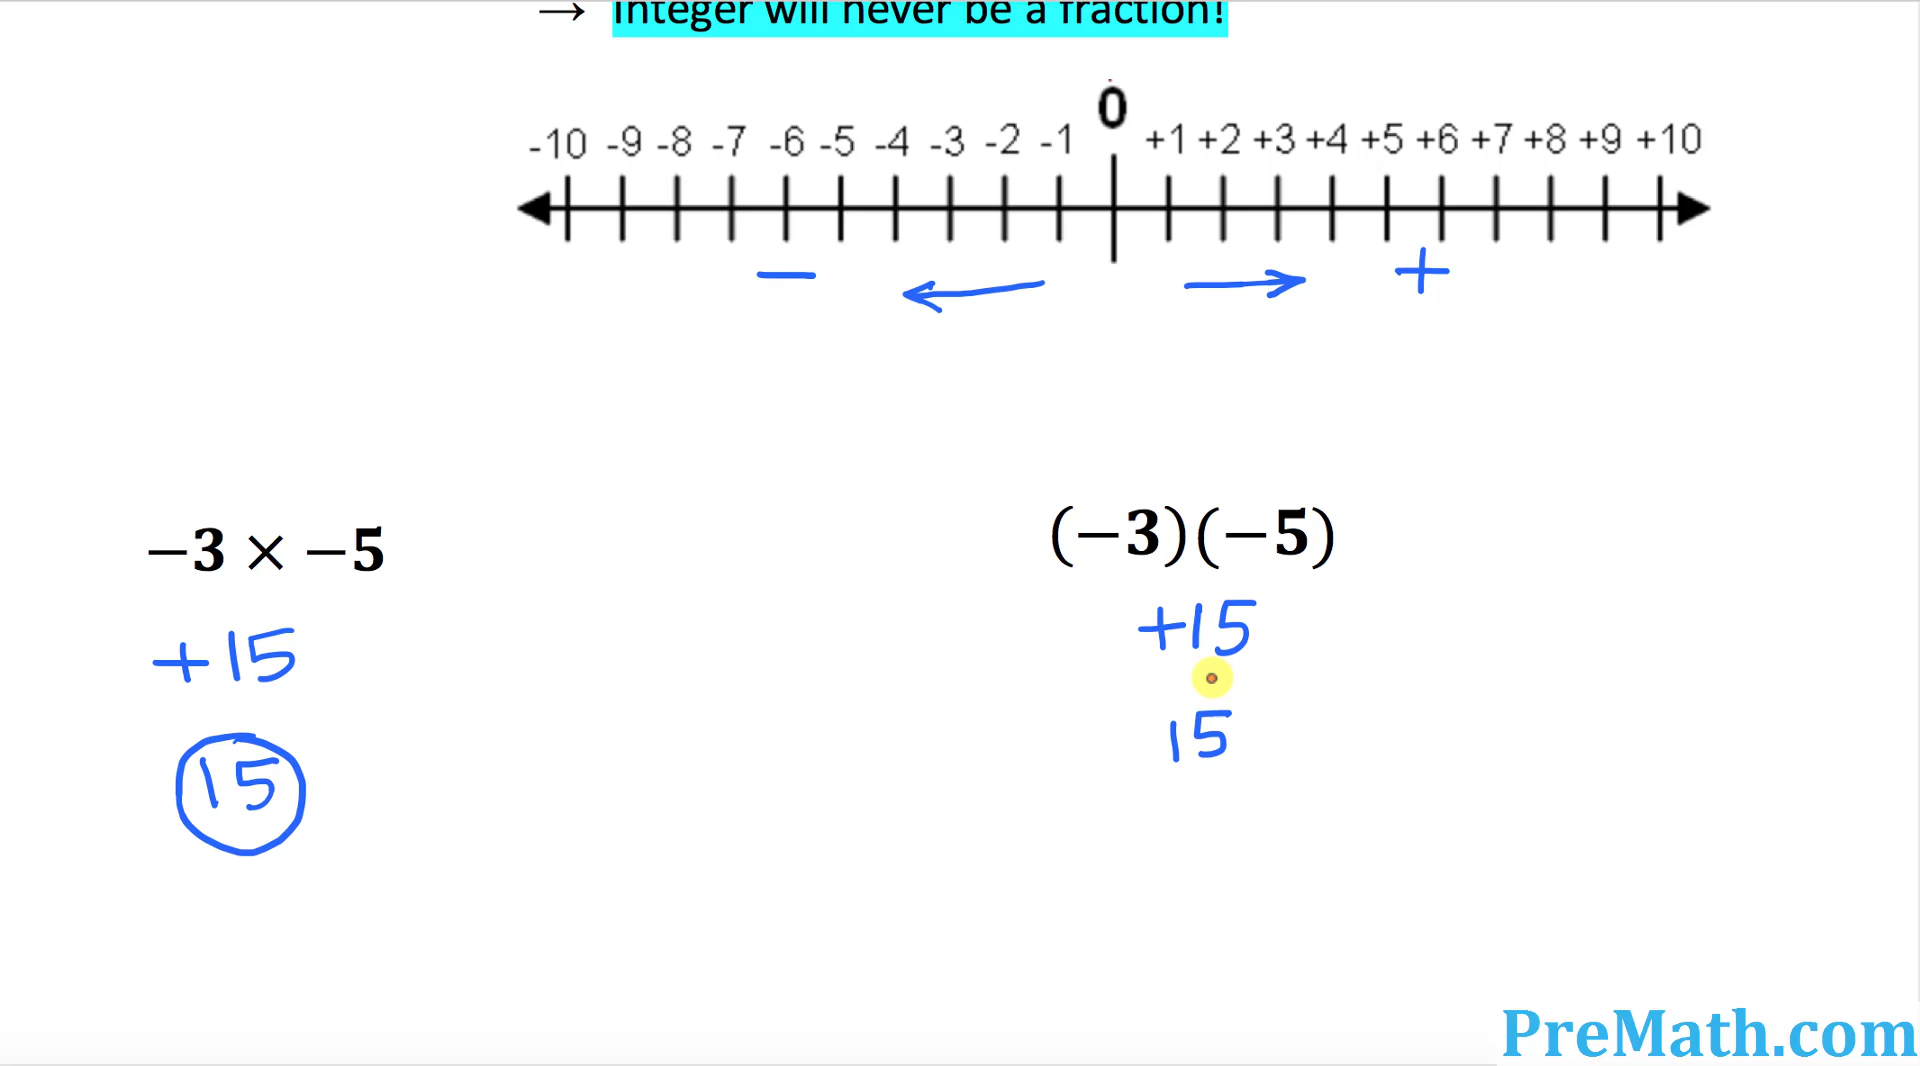 → Integer will never be a fraction!
0
-10 -9 -8 -7 -6 -5 -4 -3 -2 -1 +1 +2 +3 +4 +5 +6 +7 +8 +9 +10
− +
−3 × −5
(−3)(−5)
+15
+15
15
15
PreMath.com